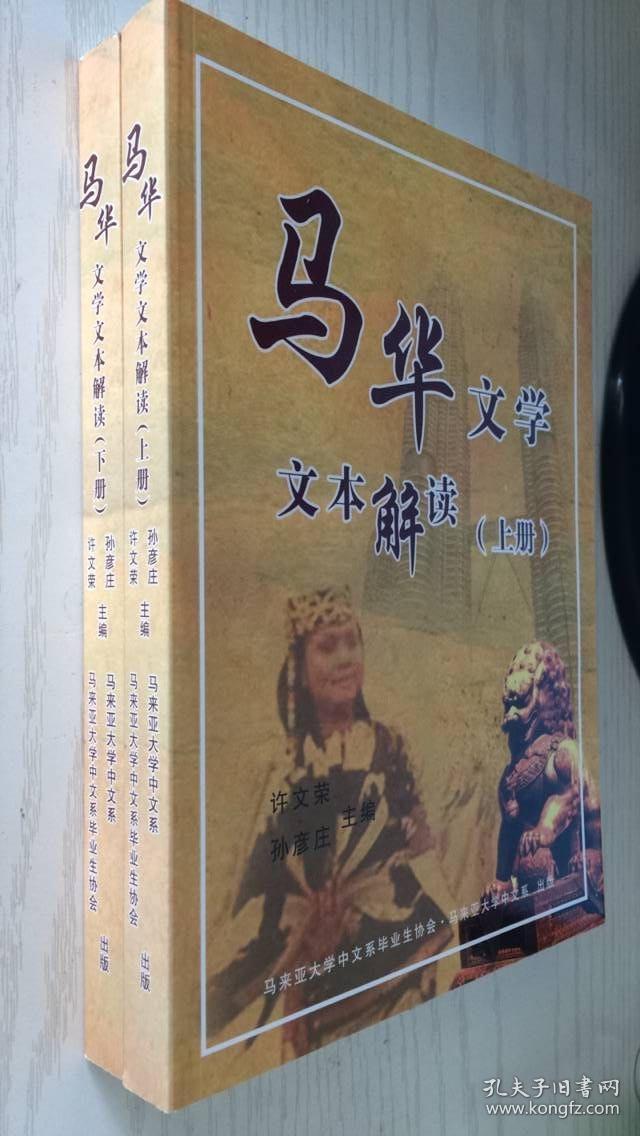 马华
文学文本解读（下册）
孙彦庄
许文荣
主编
马来亚大学中文系
马来亚大学中文系毕业生协会
出版
马华
文学文本解读（上册）
孙彦庄
许文荣
主编
马来亚大学中文系
马来亚大学中文系毕业生协会
出版
马华文学
文本解读（上册）
许文荣
孙彦庄
主编
马来亚大学中文系毕业生协会·马来亚大学中文系 出版
孔夫子旧书网
www.kongfz.com